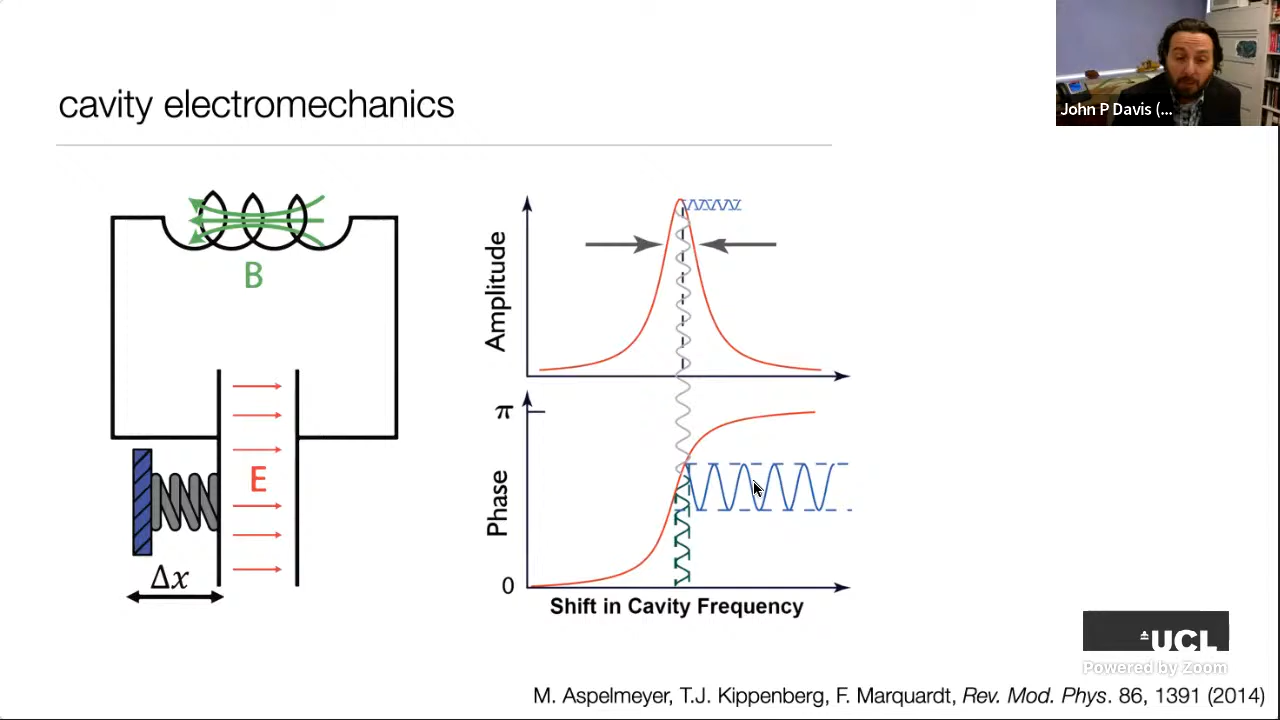 cavity electromechanics
John P Davis (...
B
E
Δx
Amplitude
π
Phase
0
Shift in Cavity Frequency
UCL
Powered by Zoom
M. Aspelmeyer, T.J. Kippenberg, F. Marquardt, Rev. Mod. Phys. 86, 1391 (2014)